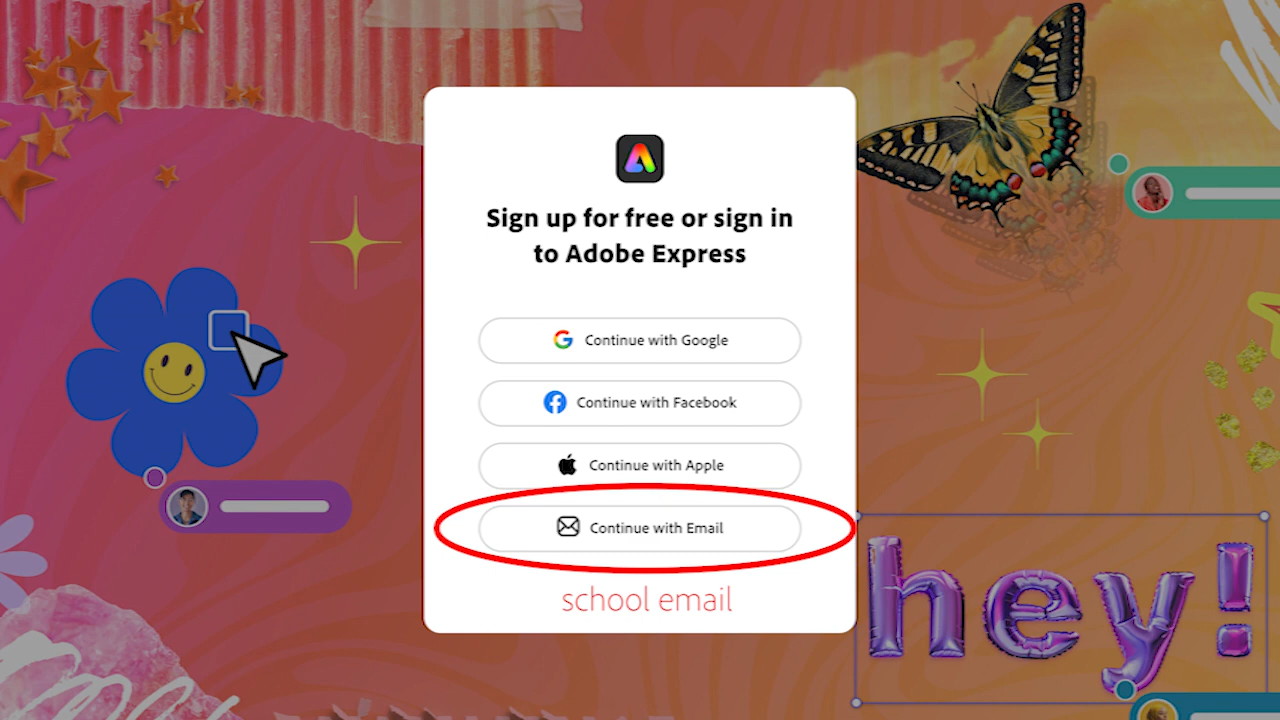 Sign up for free or sign in
to Adobe Express
Continue with Google
Continue with Facebook
Continue with Apple
Continue with Email
school email
hey!